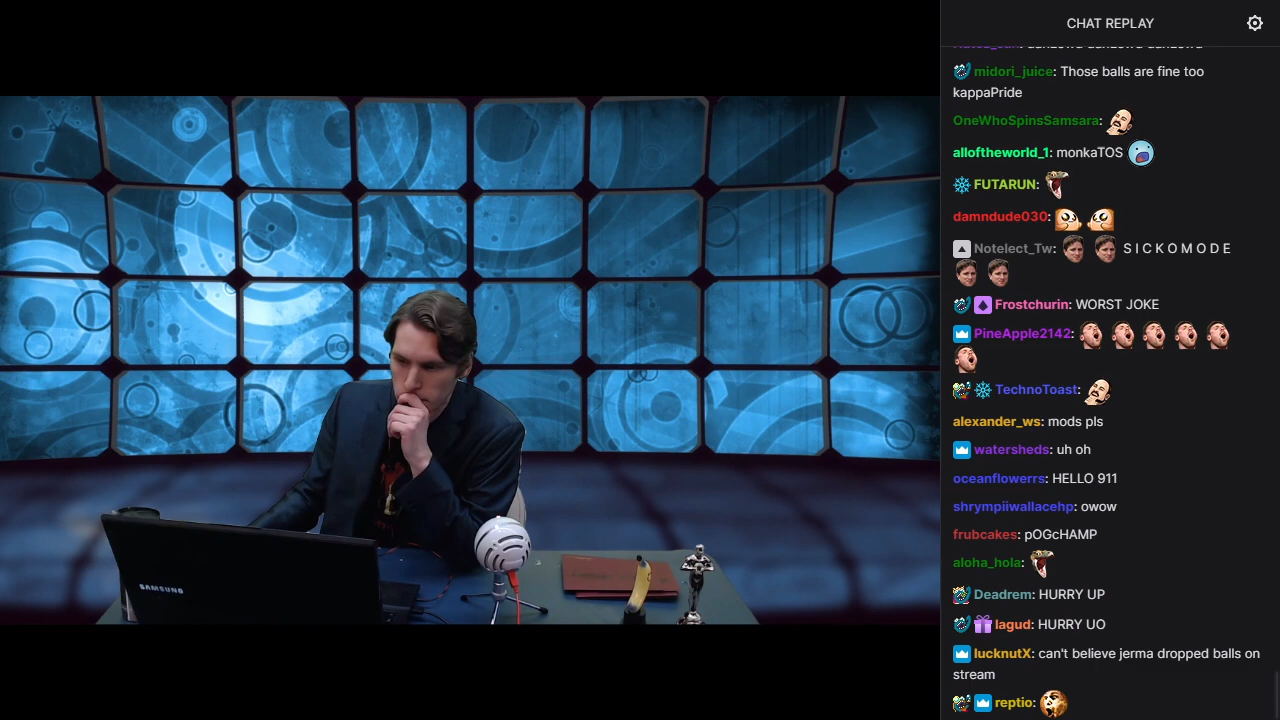 CHAT REPLAY
midori_juice: Those balls are fine too
kappaPride
OneWhoSpinsSamsara:
alloftheworld_1: monkaTOS
FUTARUN:
damndude030:
Notelect_Tw: S I C K O M O D E
Frostchurin: WORST JOKE
PineApple2142:
TechnoToast:
alexander_ws: mods pls
watersheds: uh oh
oceanflowerrs: HELLO 911
shrympiiwallacehp: owow
frubcakes: pOGcHAMP
aloha_hola:
Deadrem: HURRY UP
lagud: HURRY UO
lucknutX: can't believe jerma dropped balls on
stream
reptio:
SAMSUNG